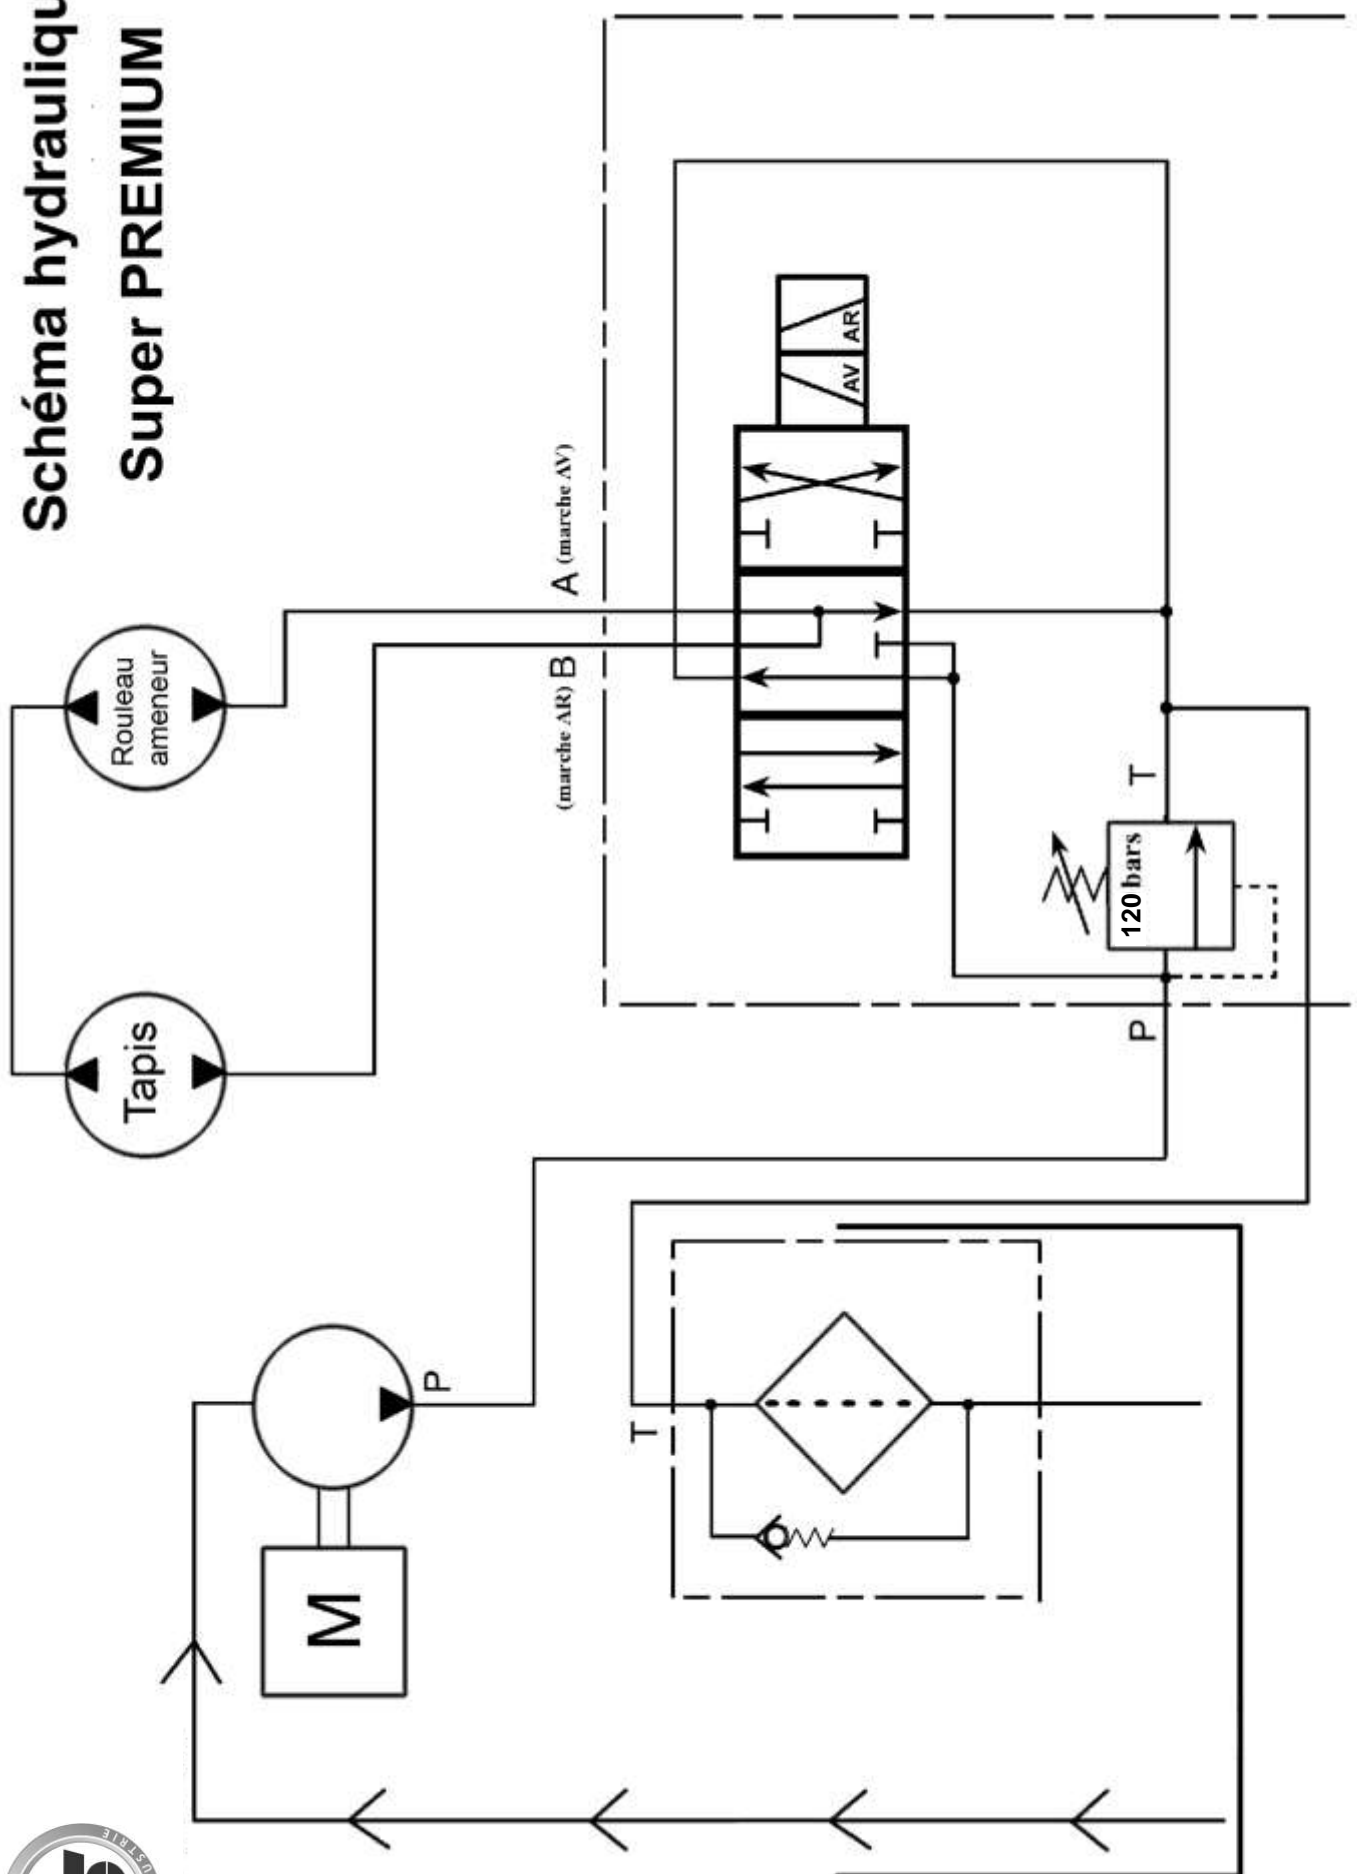 Schéma hydrauliqu
Super PREMIUM
Rouleau
ameneur
Tapis
A (marche AV)
(marche AR) B
AV
AR
T
120 bars
P
P
T
M